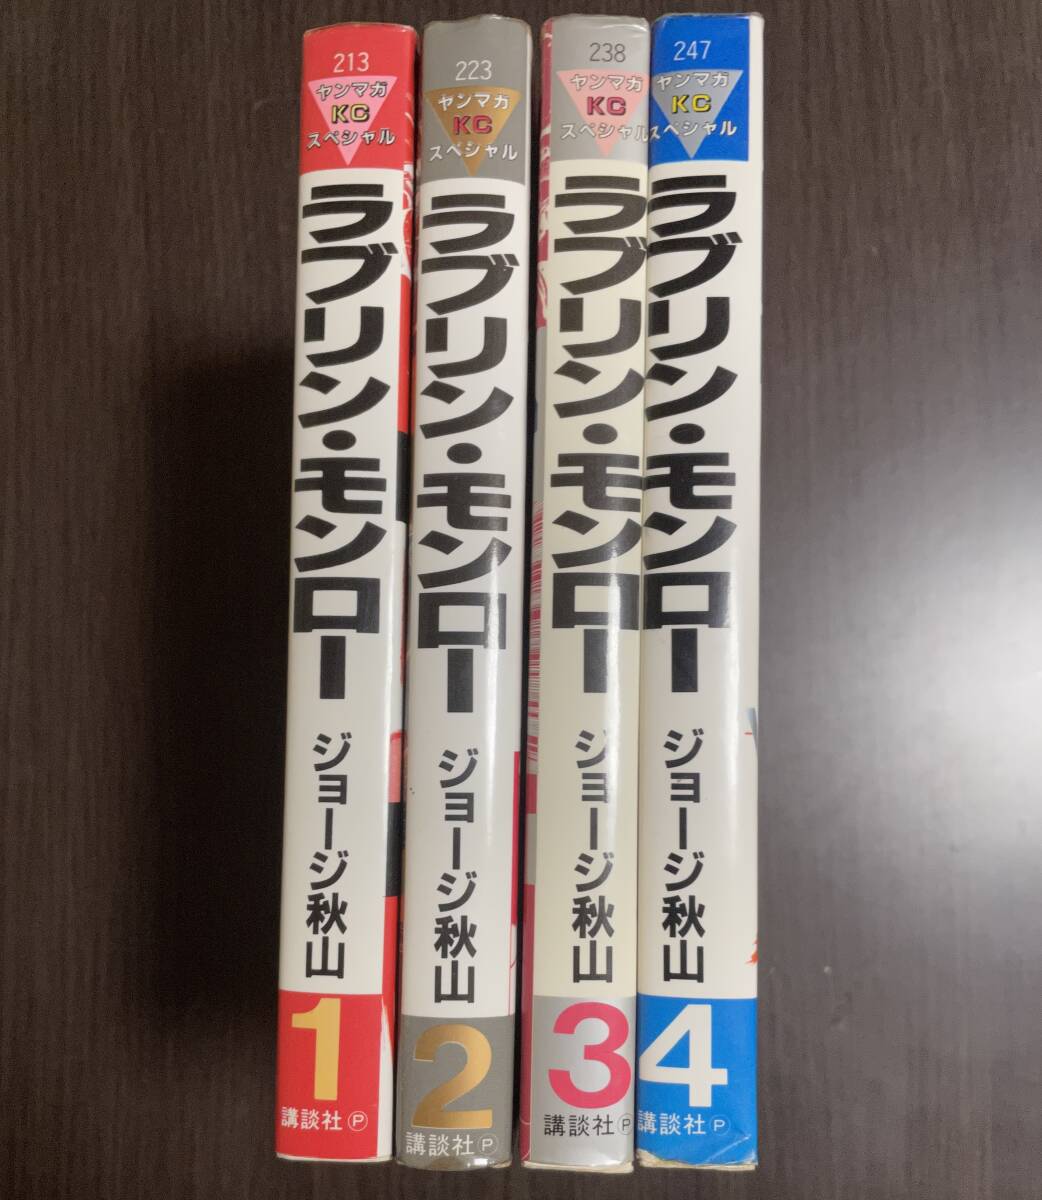 213
ヤンマガ
KC
スペシャル
ラブリン・モンロー
ジョージ秋山
1
講談社 Ⓟ
223
ヤンマガ
KC
スペシャル
ラブリン・モンロー
ジョージ秋山
2
講談社 Ⓟ
238
ヤンマガ
KC
スペシャル
ラブリン・モンロー
ジョージ秋山
3
講談社 Ⓟ
247
ヤンマガ
KC
スペシャル
ラブリン・モンロー
ジョージ秋山
4
講談社 Ⓟ